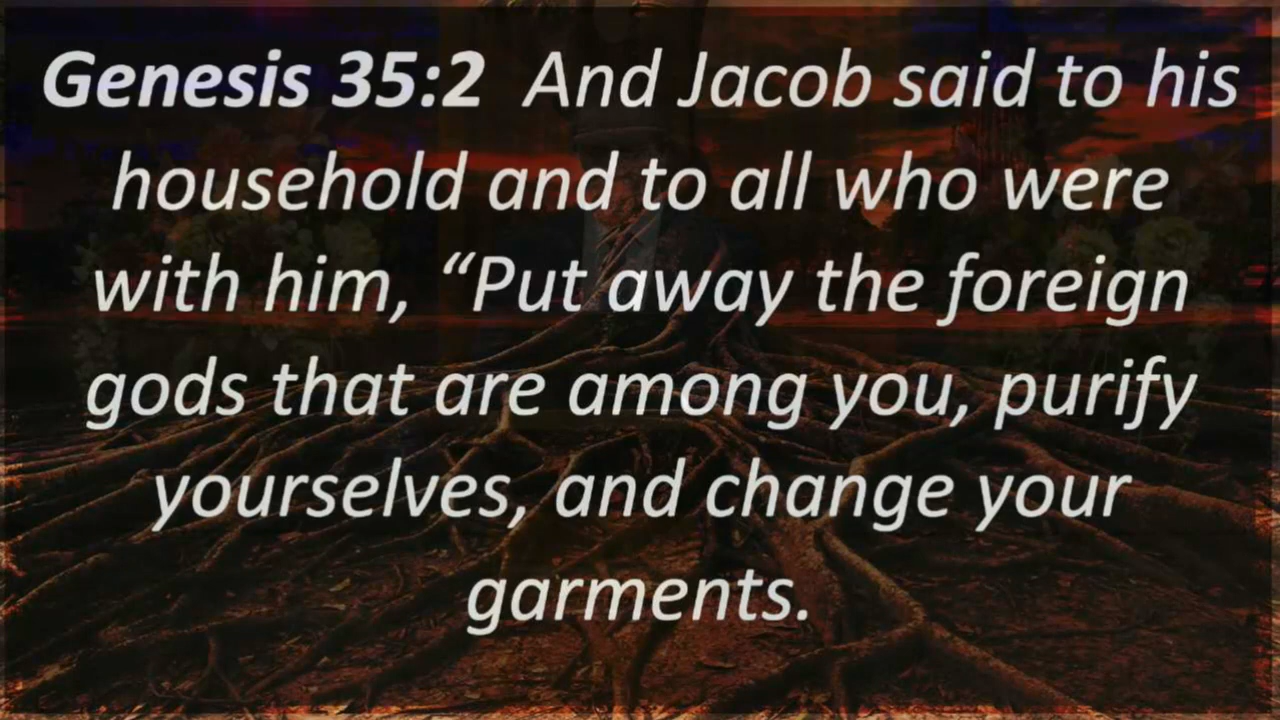 Genesis 35:2 And Jacob said to his
household and to all who were
with him, “Put away the foreign
gods that are among you, purify
yourselves, and change your
garments.